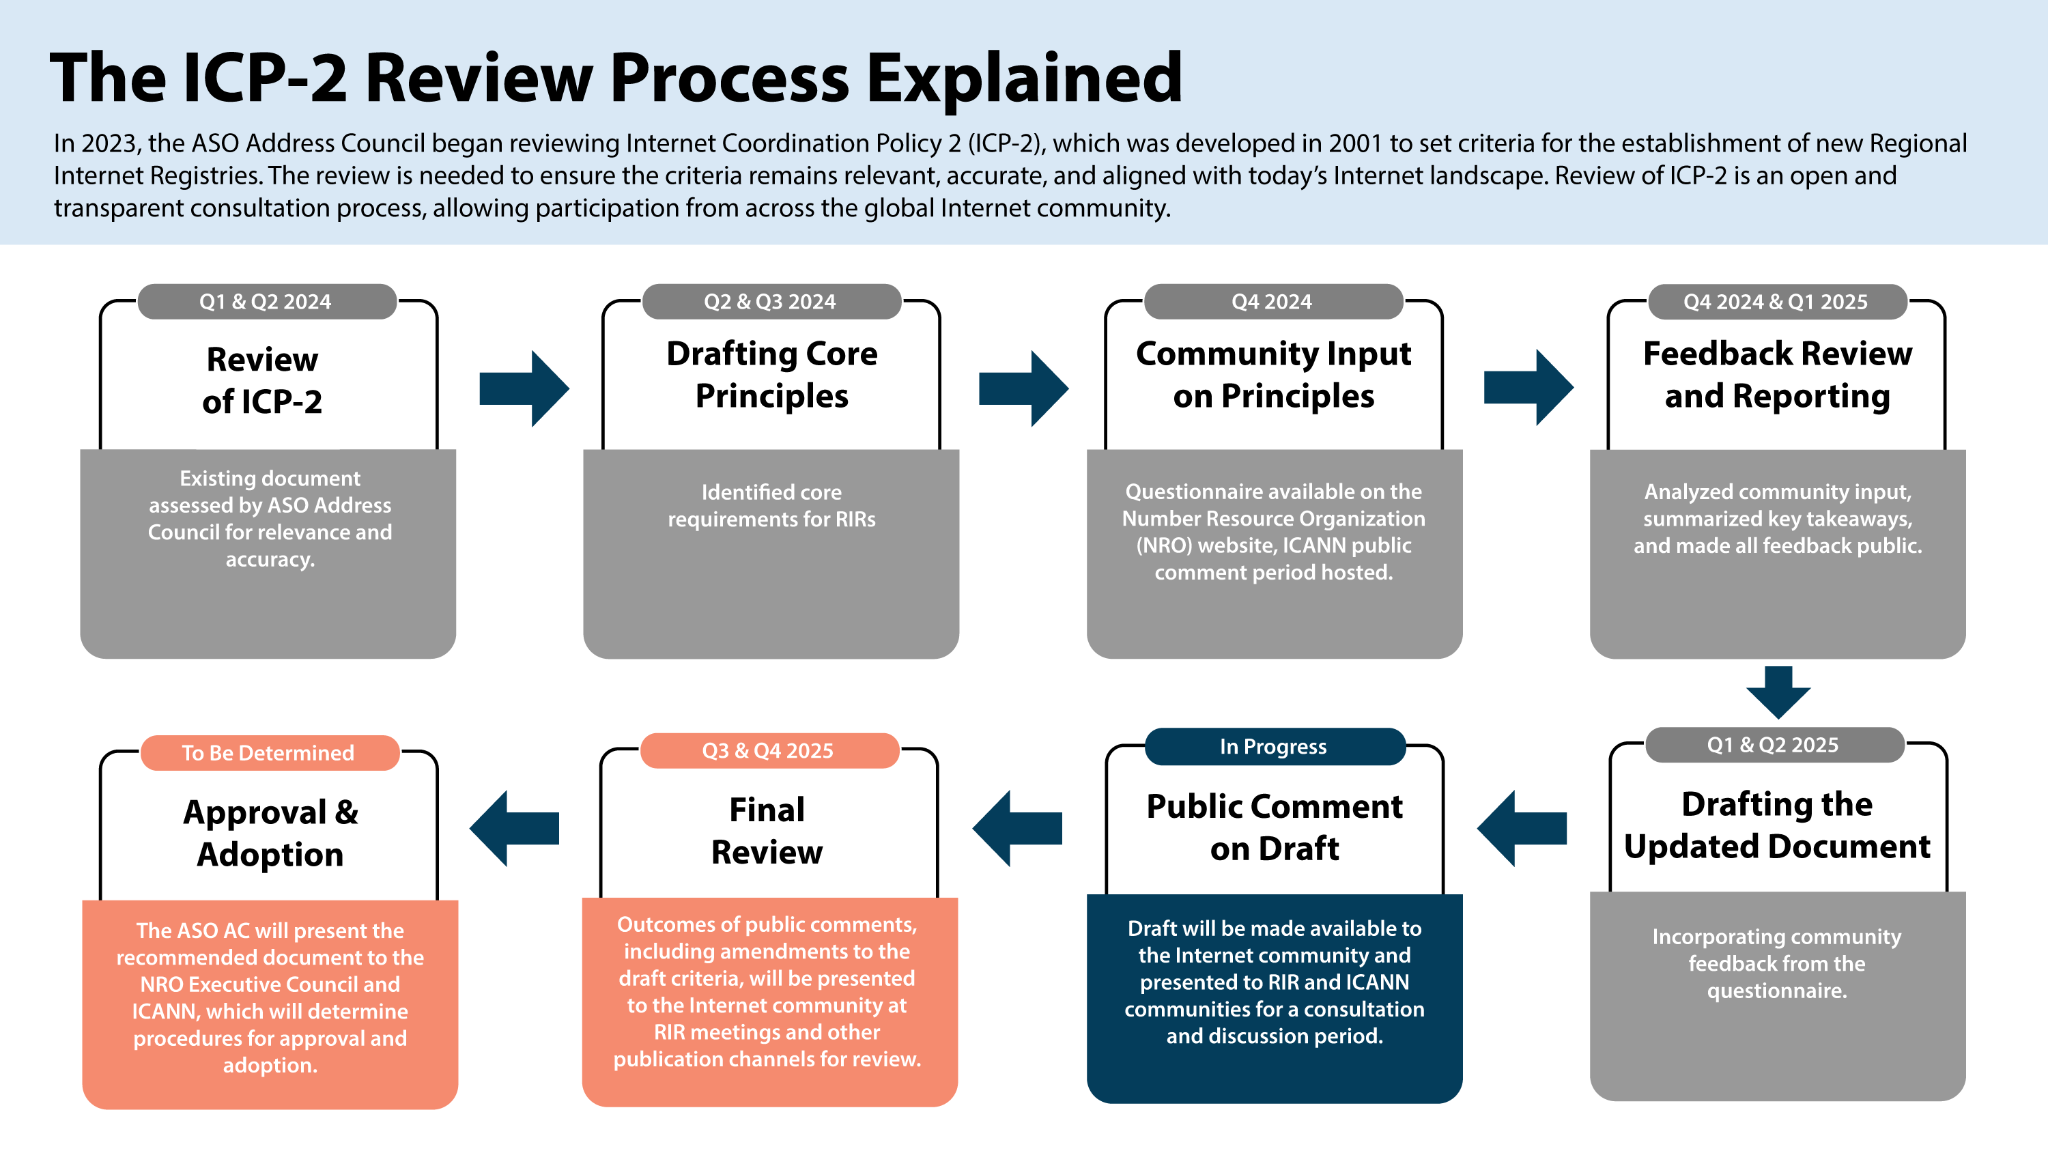 The ICP-2 Review Process Explained
In 2023, the ASO Address Council began reviewing Internet Coordination Policy 2 (ICP-2), which was developed in 2001 to set criteria for the establishment of new Regional
Internet Registries. The review is needed to ensure the criteria remains relevant, accurate, and aligned with today’s Internet landscape. Review of ICP-2 is an open and
transparent consultation process, allowing participation from across the global Internet community.
Q1 & Q2 2024
Review
of ICP-2
Existing document
assessed by ASO Address
Council for relevance and
accuracy.
Q2 & Q3 2024
Drafting Core
Principles
Identified core
requirements for RIRs
Q4 2024
Community Input
on Principles
Questionnaire available on the
Number Resource Organization
(NRO) website, ICANN public
comment period hosted.
Q4 2024 & Q1 2025
Feedback Review
and Reporting
Analyzed community input,
summarized key takeaways,
and made all feedback public.
Q1 & Q2 2025
Drafting the
Updated Document
Incorporating community
feedback from the
questionnaire.
In Progress
Public Comment
on Draft
Draft will be made available to
the Internet community and
presented to RIR and ICANN
communities for a consultation
and discussion period.
Q3 & Q4 2025
Final
Review
Outcomes of public comments,
including amendments to the
draft criteria, will be presented
to the Internet community at
RIR meetings and other
publication channels for review.
To Be Determined
Approval &
Adoption
The ASO AC will present the
recommended document to the
NRO Executive Council and
ICANN, which will determine
procedures for approval and
adoption.